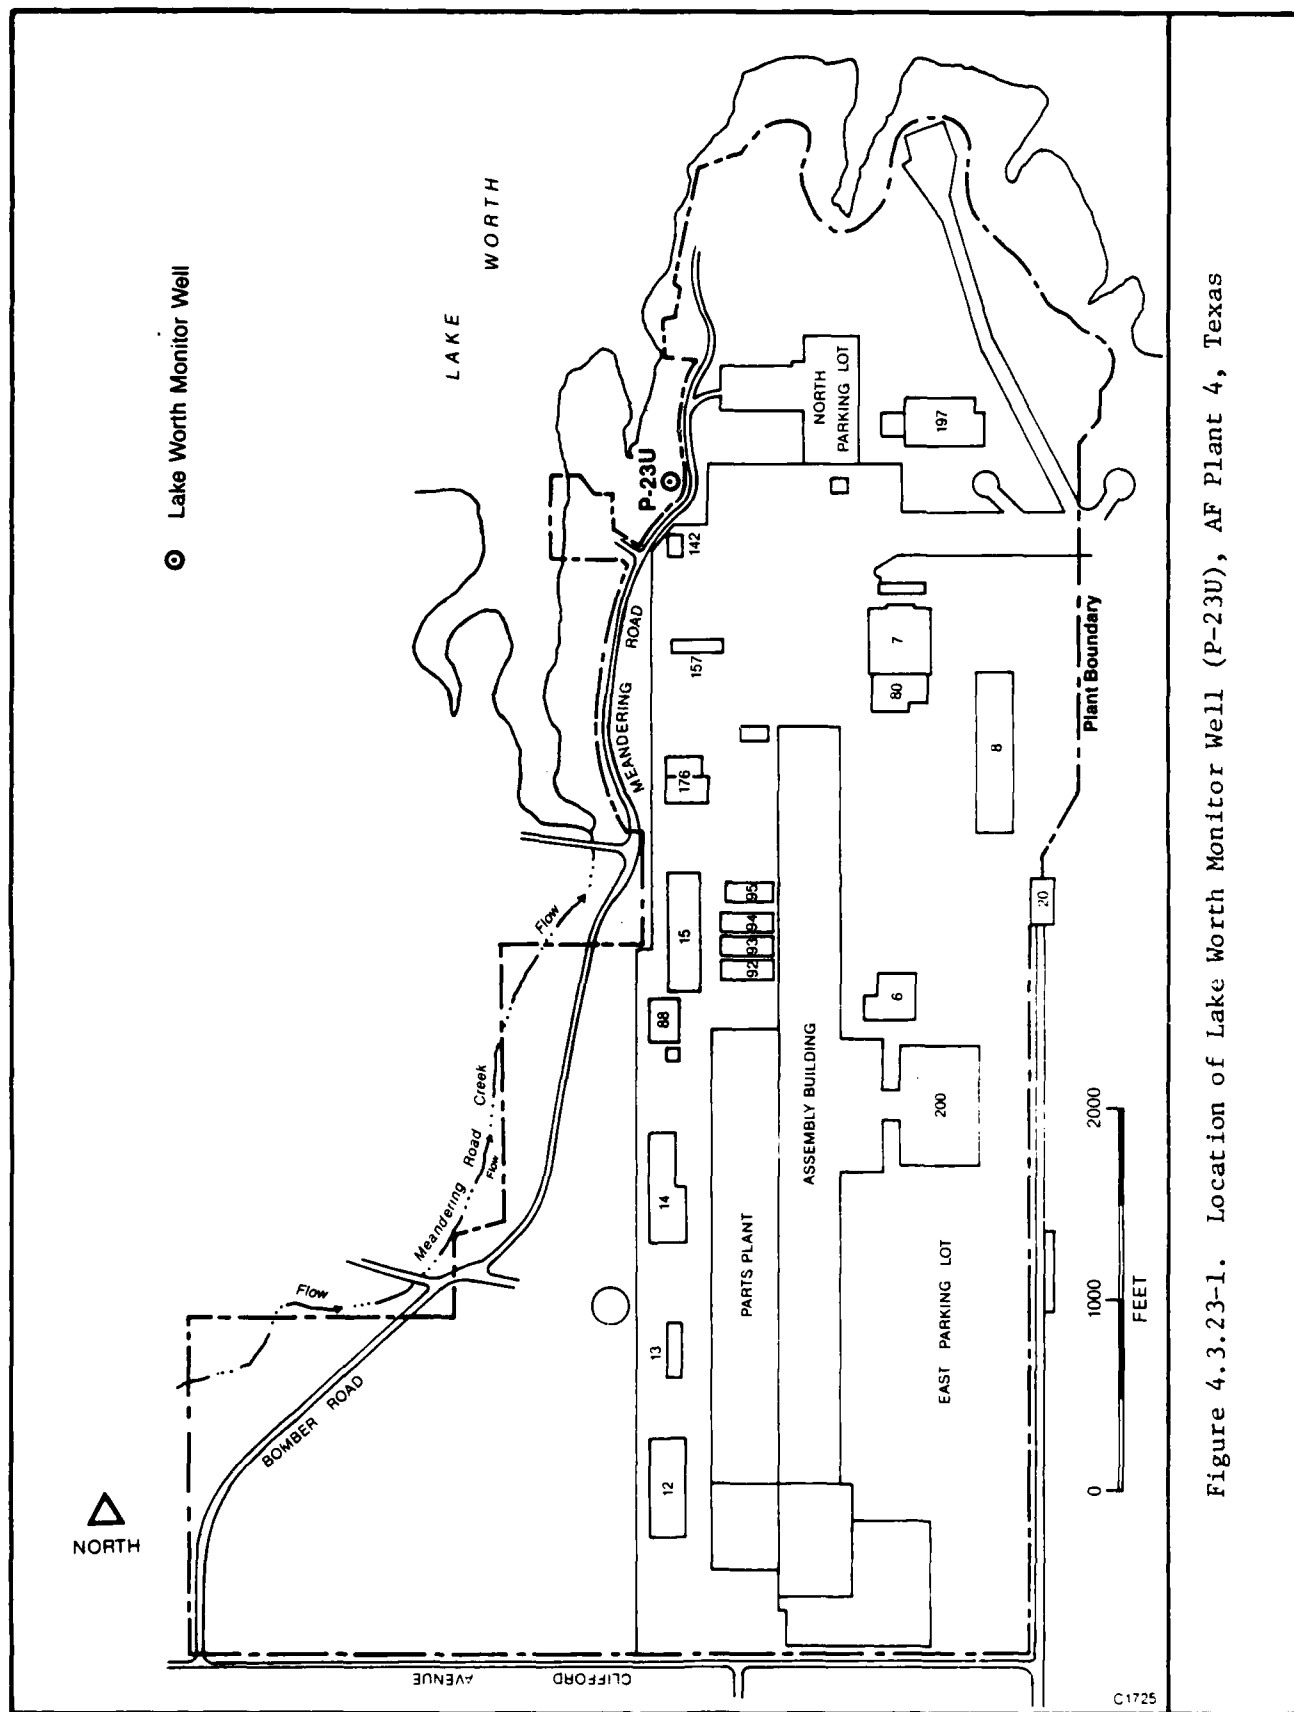 Lake Worth Monitor Well
LAKE
WORTH
P-23U
NORTH
PARKING LOT
197
142
MEANDERING
ROAD
157
176
7
80
8
Plant Boundary
Flow
15
95
94
93
92
88
20
6
Meandering Road Creek
Flow
Flow
14
ASSEMBLY BUILDING
200
PARTS PLANT
13
12
EAST PARKING LOT
BOMBER ROAD
NORTH
CLIFFORD
AVENUE
0
1000
2000
FEET
C1725
Figure 4.3.23-1. Location of Lake Worth Monitor Well (P-23U), AF Plant 4, Texas